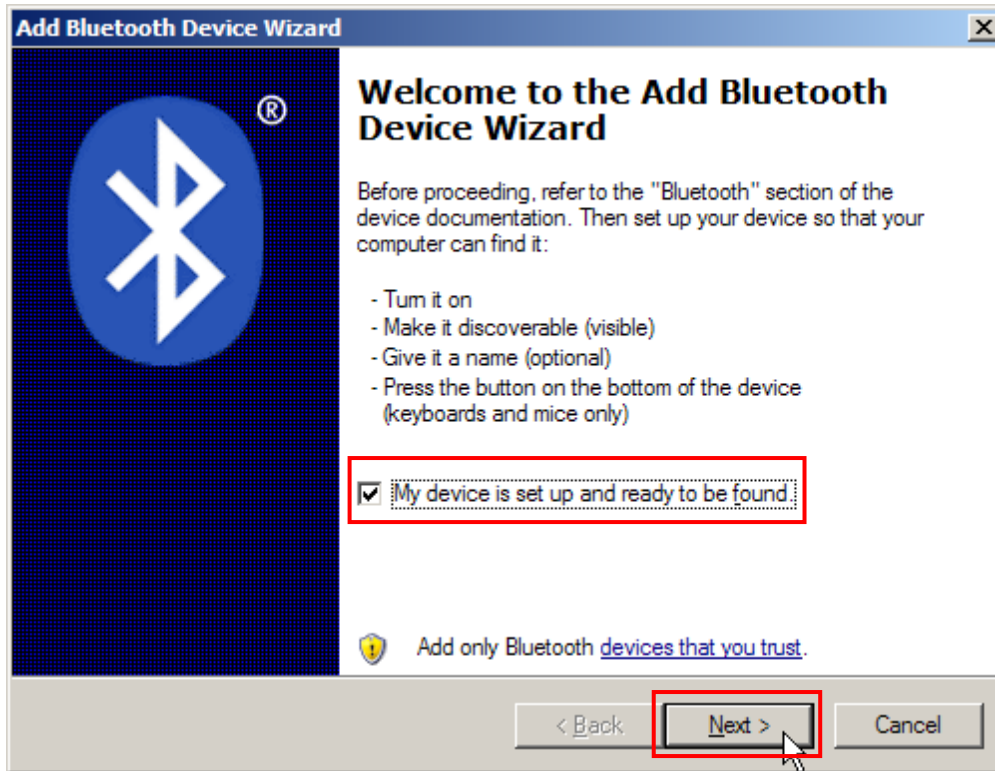 Add Bluetooth Device Wizard
®
Welcome to the Add Bluetooth
Device Wizard
Before proceeding, refer to the "Bluetooth" section of the
device documentation. Then set up your device so that your
computer can find it:
- Turn it on
- Make it discoverable (visible)
- Give it a name (optional)
- Press the button on the bottom of the device
(keyboards and mice only)
My device is set up and ready to be found.
Add only Bluetooth devices that you trust.
< Back Next > Cancel